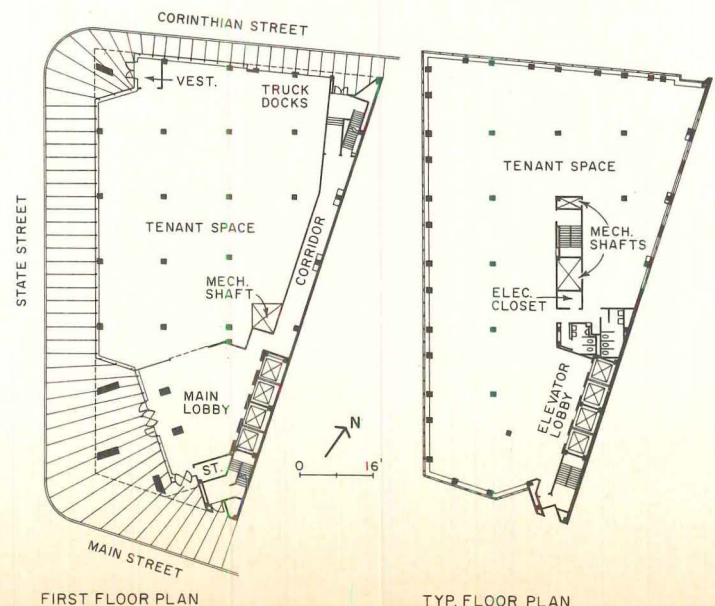 CORINTHIAN STREET
VEST.
TRUCK
DOCKS
STATE STREET
TENANT SPACE
CORRIDOR
MECH.
SHAFT
MAIN
LOBBY
ST.
N
0 16'
MAIN STREET
FIRST FLOOR PLAN
TENANT SPACE
MECH.
SHAFTS
ELEC.
CLOSET
ELEVATOR
LOBBY
TYP. FLOOR PLAN